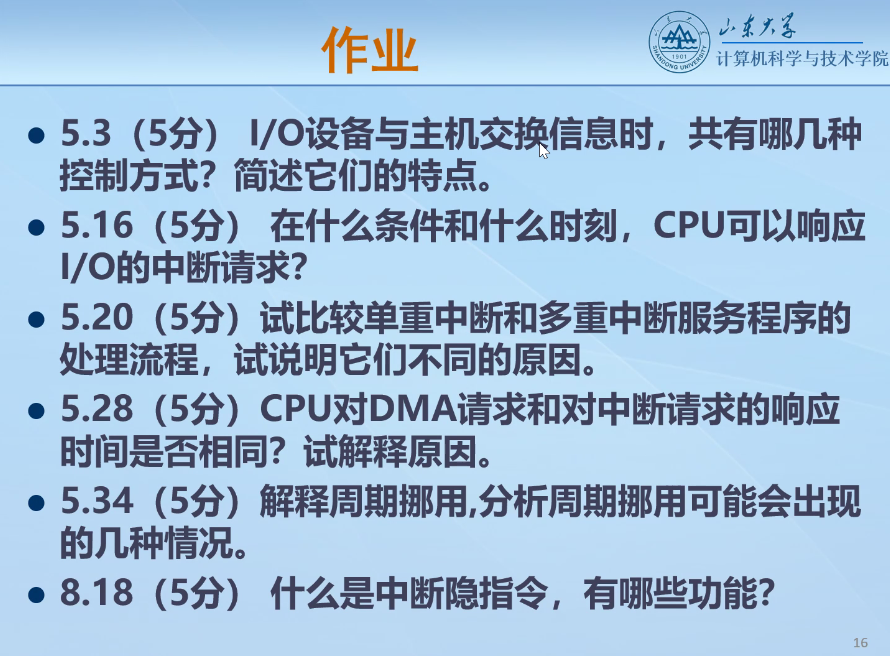 作业
山东大学
SHANDONG UNIVERSITY
1901
计算机科学与技术学院
● 5.3（5分） I/O设备与主机交换信息时，共有哪几种
控制方式？简述它们的特点。
● 5.16（5分） 在什么条件和什么时刻，CPU可以响应
I/O的中断请求？
● 5.20（5分）试比较单重中断和多重中断服务程序的
处理流程，试说明它们不同的原因。
● 5.28（5分）CPU对DMA请求和对中断请求的响应
时间是否相同？试解释原因。
● 5.34（5分）解释周期挪用,分析周期挪用可能会出现
的几种情况。
● 8.18（5分） 什么是中断隐指令，有哪些功能？
16